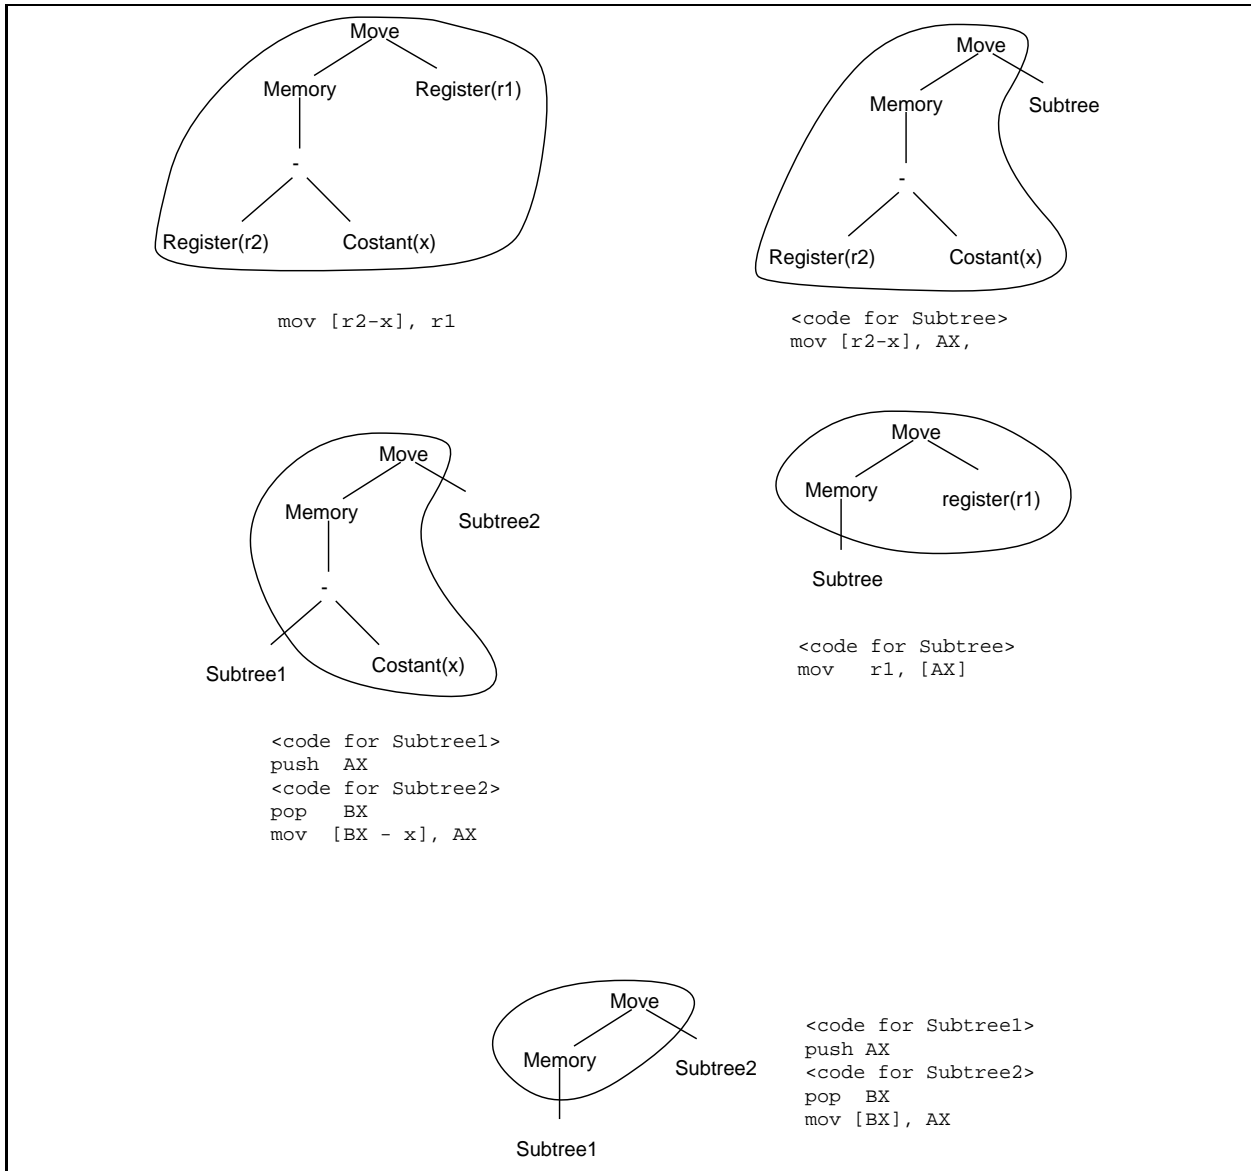 Move
Memory Register(r1)
-
Register(r2) Costant(x)
mov [r2-x], r1
Move
Memory Subtree
-
Register(r2) Costant(x)
<code for Subtree>
mov [r2-x], AX,
Move
Memory Subtree2
-
Subtree1 Costant(x)
<code for Subtree1>
push AX
<code for Subtree2>
pop BX
mov [BX - x], AX
Move
Memory register(r1)
Subtree
<code for Subtree>
mov r1, [AX]
Move
Memory Subtree2
Subtree1
<code for Subtree1>
push AX
<code for Subtree2>
pop BX
mov [BX], AX